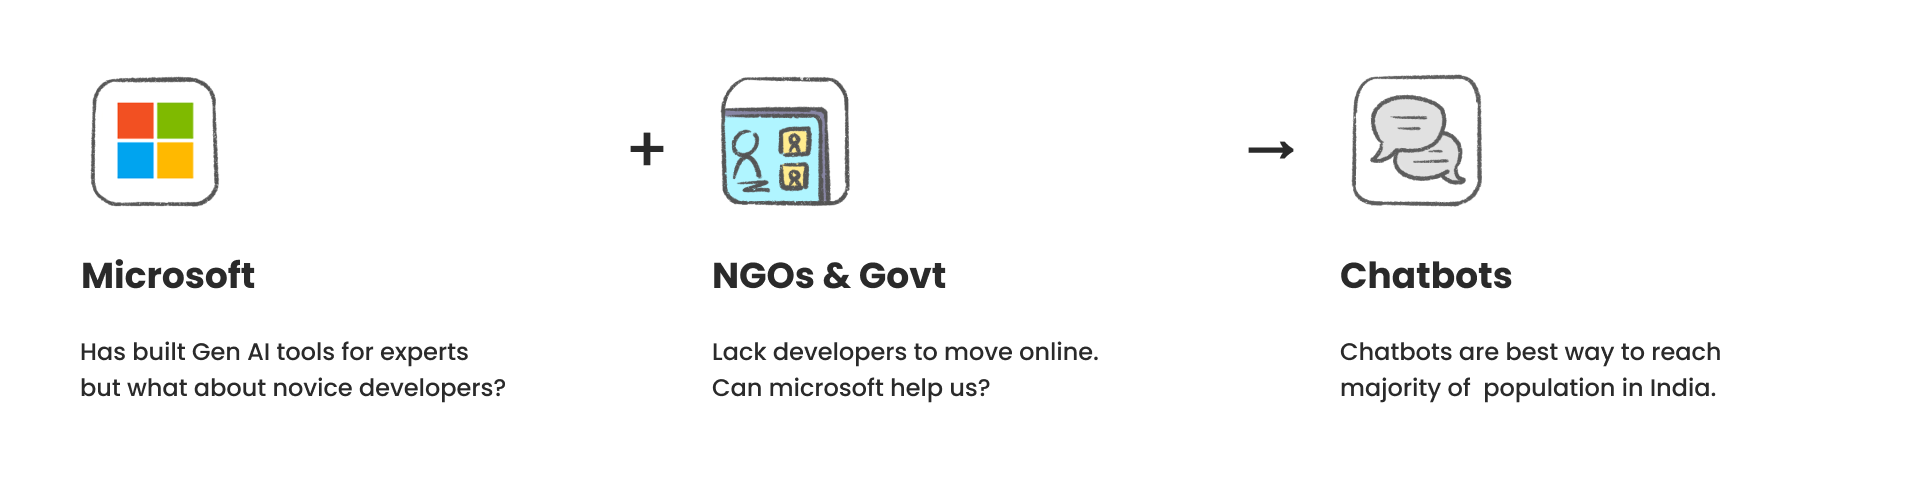 +
→
Microsoft
NGOs & Govt
Chatbots
Has built Gen AI tools for experts
but what about novice developers?
Lack developers to move online.
Can microsoft help us?
Chatbots are best way to reach
majority of  population in India.